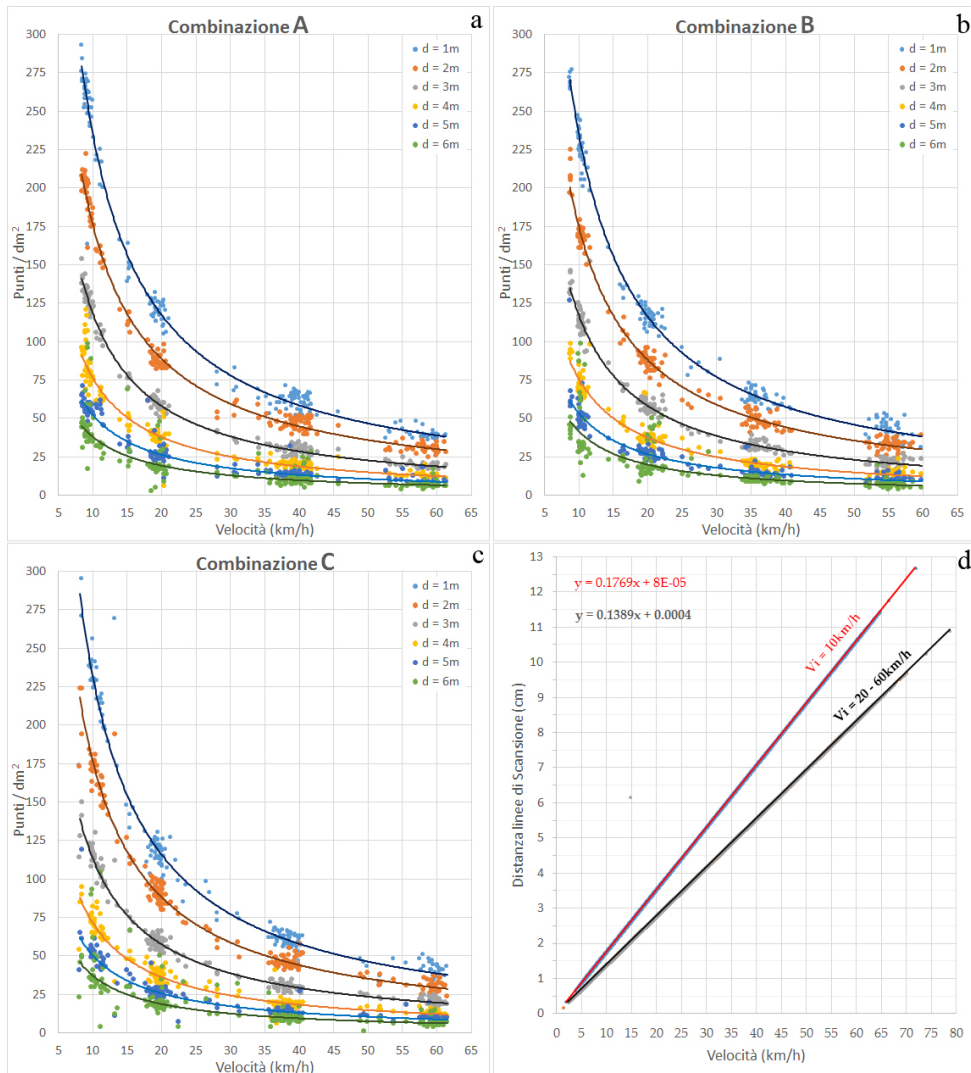 Combinazione A
a
300
275
250
225
200
175
150
125
100
75
50
25
0
Punti / dm²
d = 1m
d = 2m
d = 3m
d = 4m
d = 5m
d = 6m
5 10 15 20 25 30 35 40 45 50 55 60 65
Velocità (km/h)
Combinazione B
b
300
275
250
225
200
175
150
125
100
75
50
25
0
Punti / dm²
d = 1m
d = 2m
d = 3m
d = 4m
d = 5m
d = 6m
5 10 15 20 25 30 35 40 45 50 55 60 65
Velocità (km/h)
Combinazione C
c
300
275
250
225
200
175
150
125
100
75
50
25
0
Punti / dm²
d = 1m
d = 2m
d = 3m
d = 4m
d = 5m
d = 6m
5 10 15 20 25 30 35 40 45 50 55 60 65
Velocità (km/h)
d
13
12
11
10
9
8
7
6
5
4
3
2
1
0
Distanza linee di Scansione (cm)
y = 0.1769x + 8E-05
y = 0.1389x + 0.0004
Vi = 10km/h
Vi = 20 - 60km/h
0 5 10 15 20 25 30 35 40 45 50 55 60 65 70 75 80
Velocità (km/h)